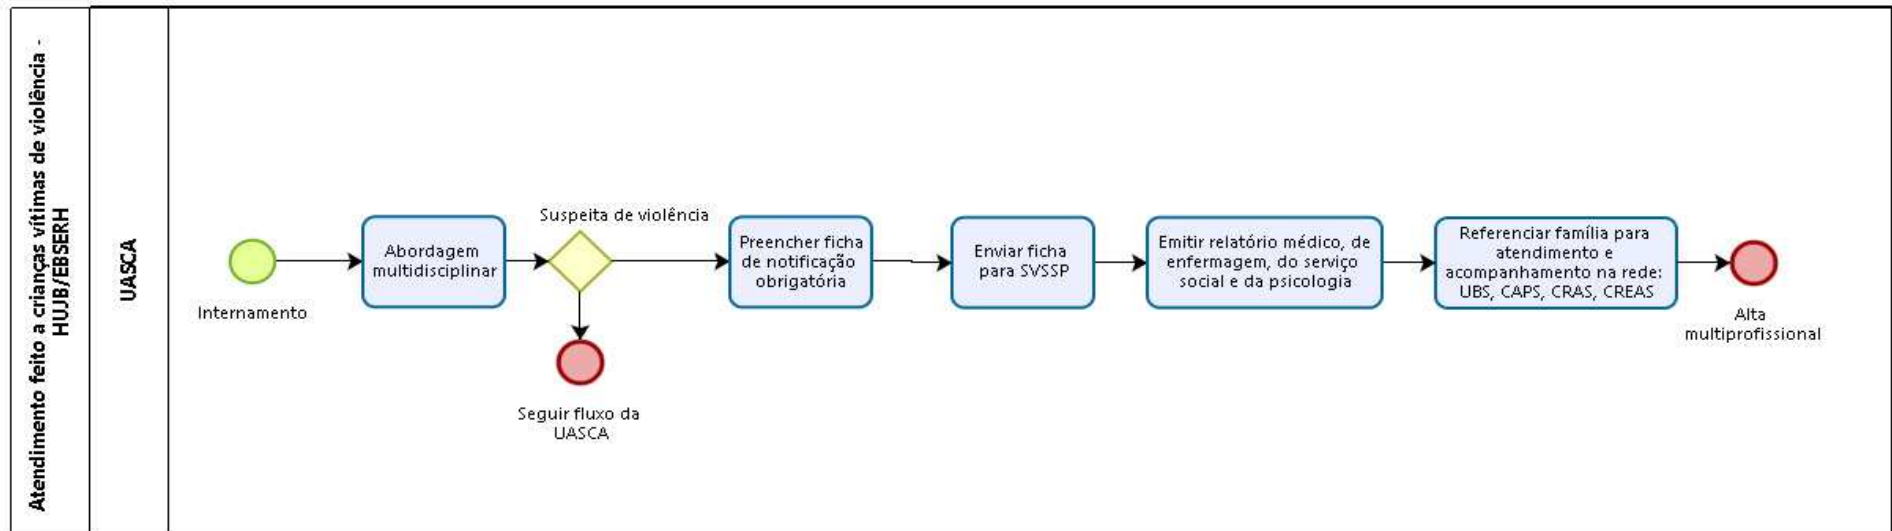 Atendimento feito a crianças vítimas de violência -
HUJB/EBSERH
UASCA
Internamento
Abordagem
multidisciplinar
Suspeita de violência
Seguir fluxo da
UASCA
Preencher ficha
de notificação
obrigatória
Enviar ficha
para SVSSP
Emitir relatório médico, de
enfermagem, do serviço
social e da psicologia
Referenciar família para
atendimento e
acompanhamento na rede:
UBS, CAPS, CRAS, CREAS
Alta
multiprofissional